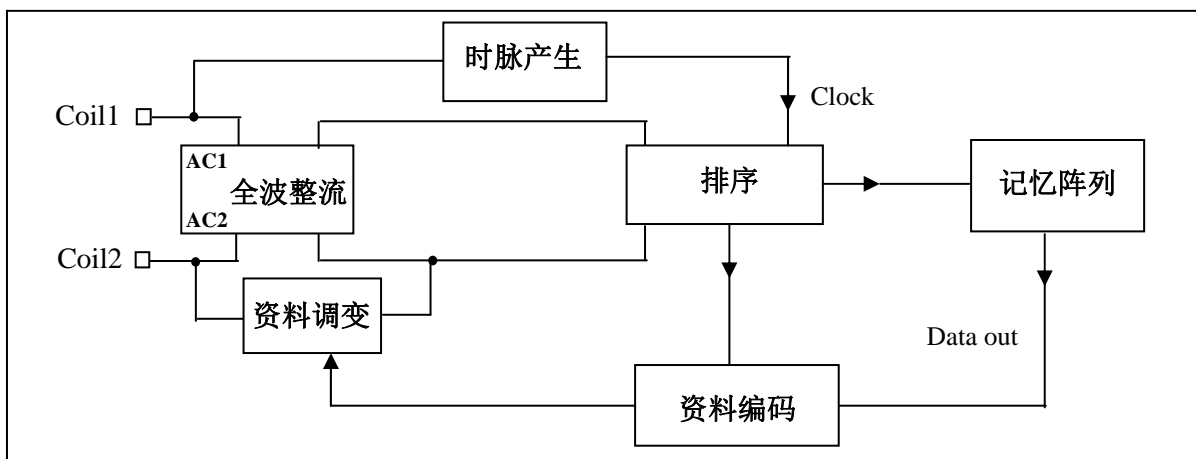 时脉产生
Clock
Coil1
AC1
全波整流
排序
记忆阵列
AC2
Coil2
资料调变
Data out
资料编码